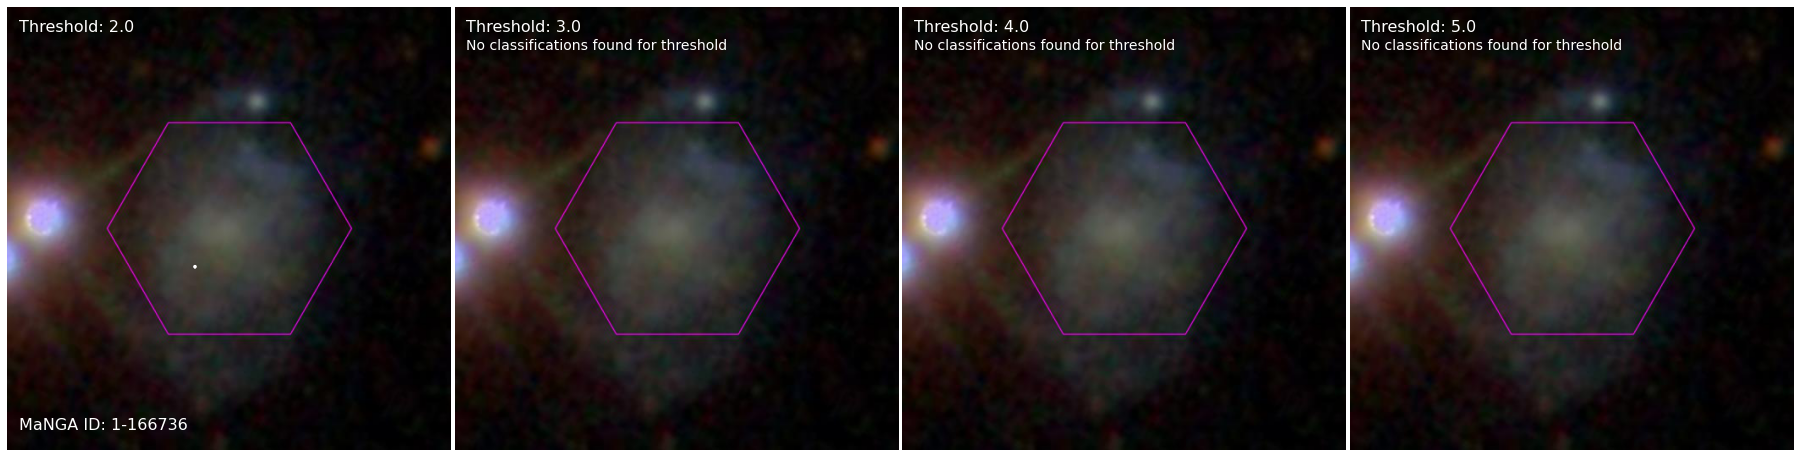 Threshold: 2.0
Threshold: 3.0
No classifications found for threshold
Threshold: 4.0
No classifications found for threshold
Threshold: 5.0
No classifications found for threshold
MaNGA ID: 1-166736